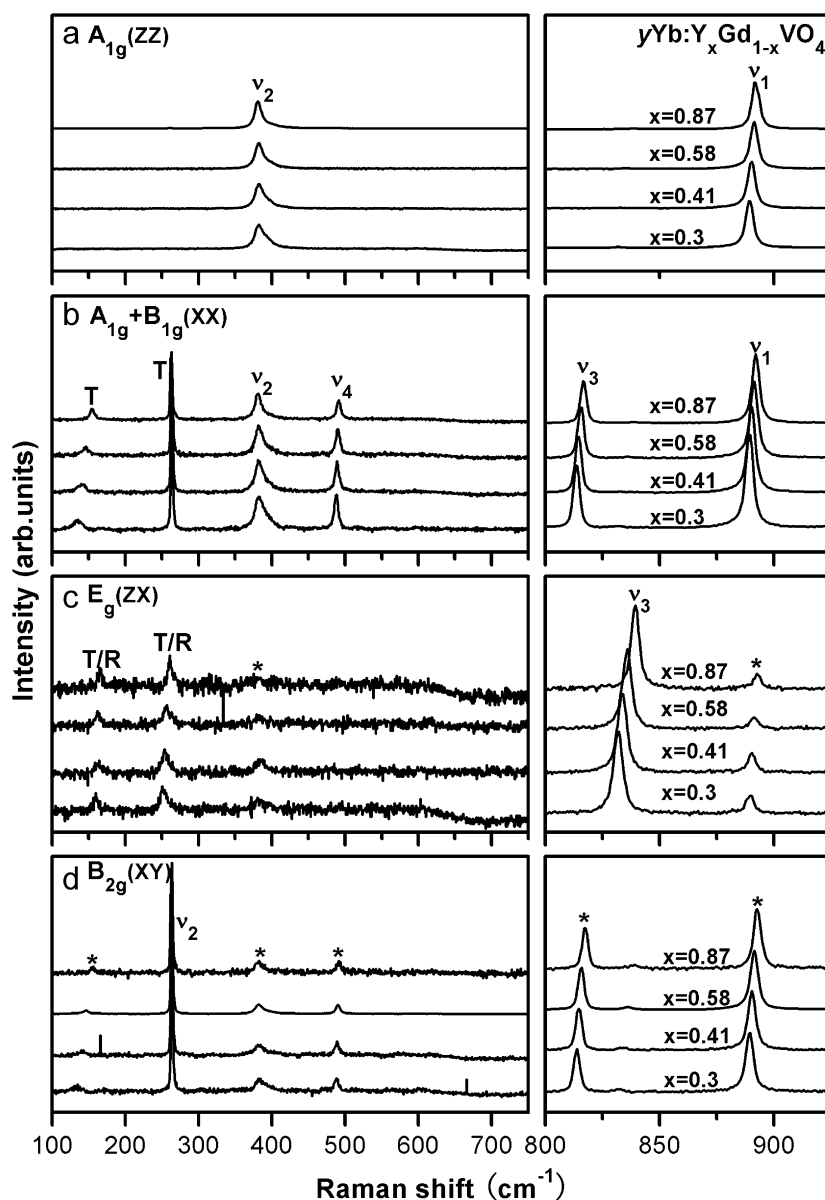 a A1g(ZZ)
yYb:YxGd1-xVO4
ν2
ν1
x=0.87
x=0.58
x=0.41
x=0.3
b A1g+B1g(XX)
T
T
ν2
ν4
ν3
ν1
x=0.87
x=0.58
x=0.41
x=0.3
c Eg(ZX)
T/R
T/R
*
ν3
*
x=0.87
x=0.58
x=0.41
x=0.3
d B2g(XY)
*
ν2
*
*
*
*
x=0.87
x=0.58
x=0.41
x=0.3
100 200 300 400 500 600 700 800 850 900
Raman shift (cm-1)
Intensity (arb.units)